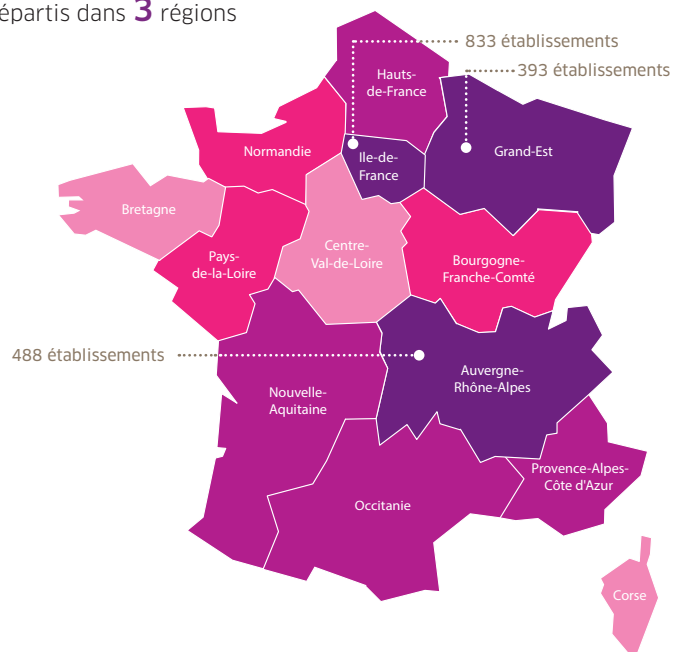 épartis dans 3 régions
833 établissements
393 établissements
Hauts-
de-France
Normandie
Ile-de-
France
Grand-Est
Bretagne
Pays-
de-la-Loire
Centre-
Val-de-Loire
Bourgogne-
Franche-Comté
488 établissements
Auvergne-
Rhône-Alpes
Nouvelle-
Aquitaine
Provence-Alpes-
Côte d'Azur
Occitanie
Corse